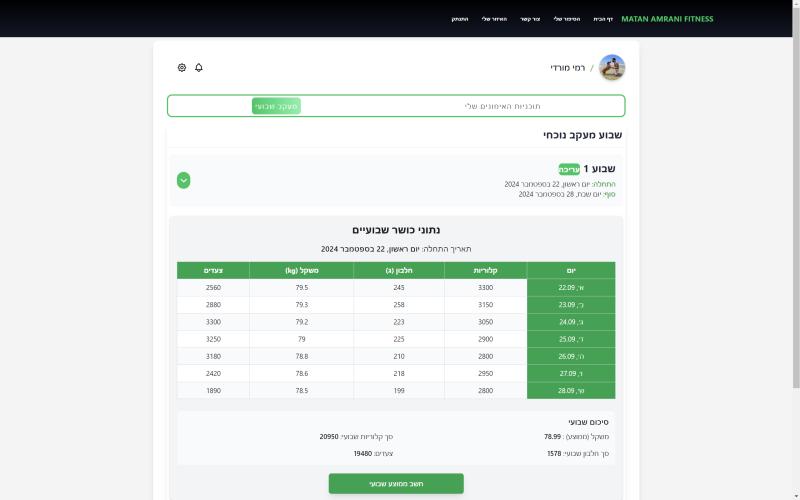 MATAN AMRANI FITNESS דף הבית הסיפור שלי צור קשר האיזור שלי התנתק
רמי מורדי /
תוכניות האימונים שלי מעקב שבועי
שבוע מעקב נוכחי
שבוע 1 עריכה
התחלה: יום ראשון, 22 בספטמבר 2024
סוף: יום שבת, 28 בספטמבר 2024
נתוני כושר שבועיים
תאריך התחלה: יום ראשון, 22 בספטמבר 2024
יום קלוריות חלבון (ג) משקל (kg) צעדים
א׳, 22.09 3300 245 79.5 2560
ב׳, 23.09 3150 258 79.3 2880
ג׳, 24.09 3050 223 79.2 3300
ד׳, 25.09 2900 225 79 3250
ה׳, 26.09 2800 210 78.8 3180
ו׳, 27.09 2950 218 78.6 2420
ש׳, 28.09 2800 199 78.5 1890
סיכום שבועי
משקל (ממוצע) : 78.99 סך קלוריות שבועי: 20950
סך חלבון שבועי: 1578 צעדים: 19480
חשב ממוצע שבועי